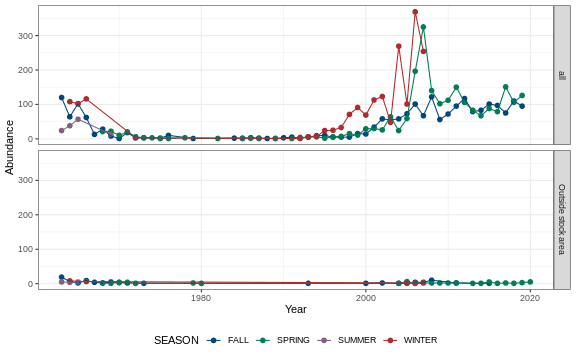 300
200
100
0
all
Abundance
300
200
100
0
Outside stock area
1980
2000
2020
Year
SEASON FALL SPRING SUMMER WINTER